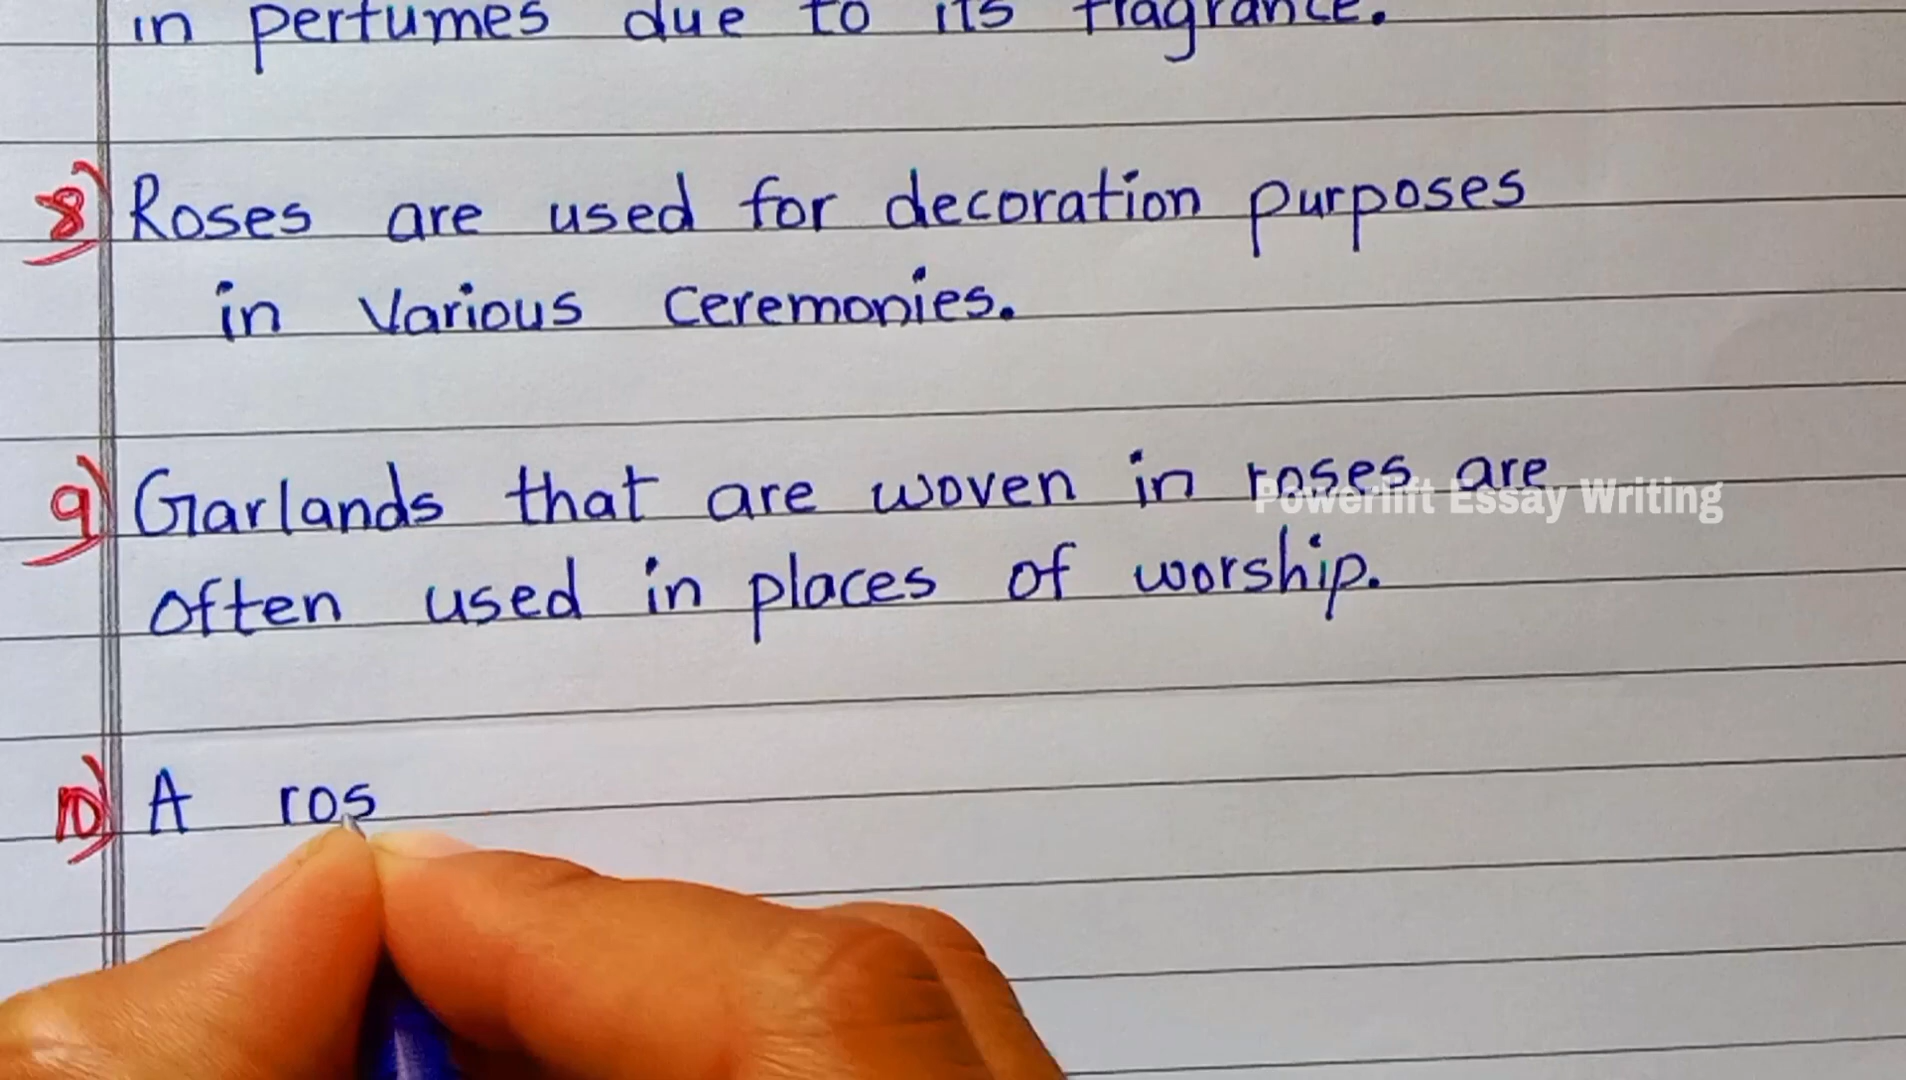 in perfumes due to its fragrance.
8) Roses are used for decoration purposes
in various ceremonies.
9) Garlands that are woven in roses are
Powerlift Essay Writing
often used in places of worship.
10) A ros